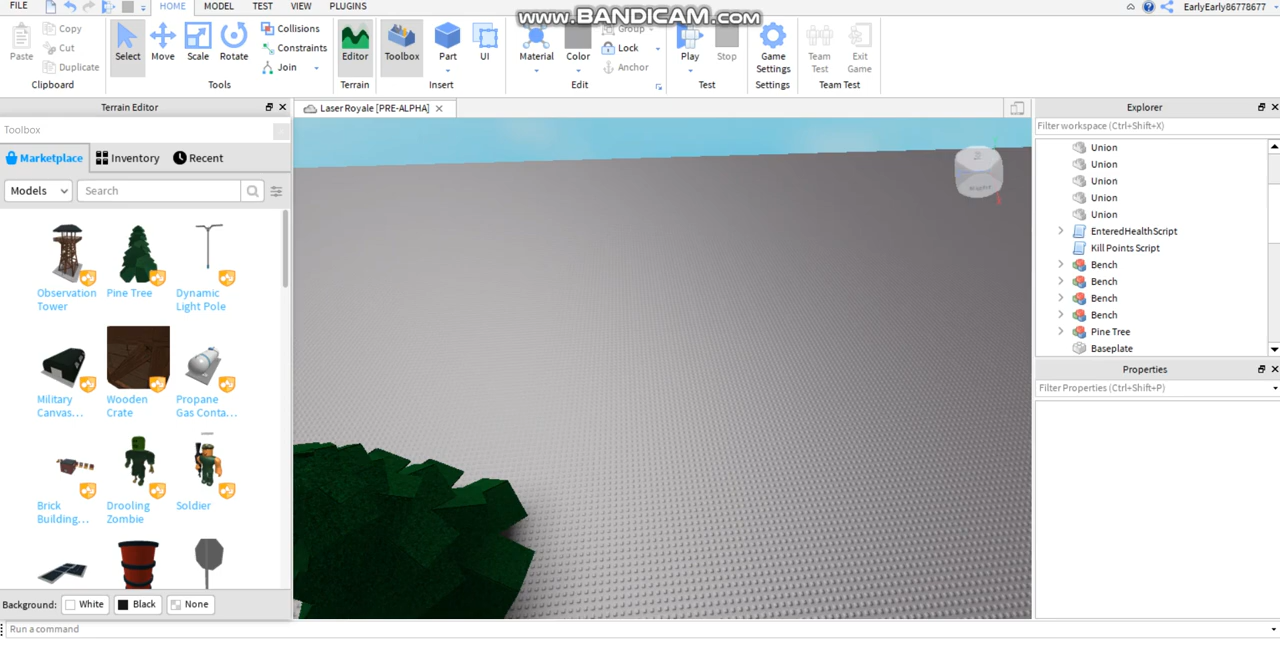 FILE HOME MODEL TEST VIEW PLUGINS EarlyEarly86778677
www.BANDICAM.com
Copy
Cut
Duplicate
Paste
Clipboard
Select Move Scale Rotate
Collisions
Constraints
Join
Tools
Editor
Terrain
Toolbox Part UI
Insert
Material Color
Group
Lock
Anchor
Edit
Play Stop
Test
Game Settings
Settings
Team Test Exit Game
Team Test
Terrain Editor
Toolbox
Marketplace Inventory Recent
Models Search
Observation Tower
Pine Tree
Dynamic Light Pole
Military Canvas...
Wooden Crate
Propane Gas Conta...
Brick Building...
Drooling Zombie
Soldier
Background: White Black None
Run a command
Laser Royale [PRE-ALPHA]
RIGHT
Explorer
Filter workspace (Ctrl+Shift+X)
Union
Union
Union
Union
Union
EnteredHealthScript
Kill Points Script
Bench
Bench
Bench
Bench
Pine Tree
Baseplate
Properties
Filter Properties (Ctrl+Shift+P)